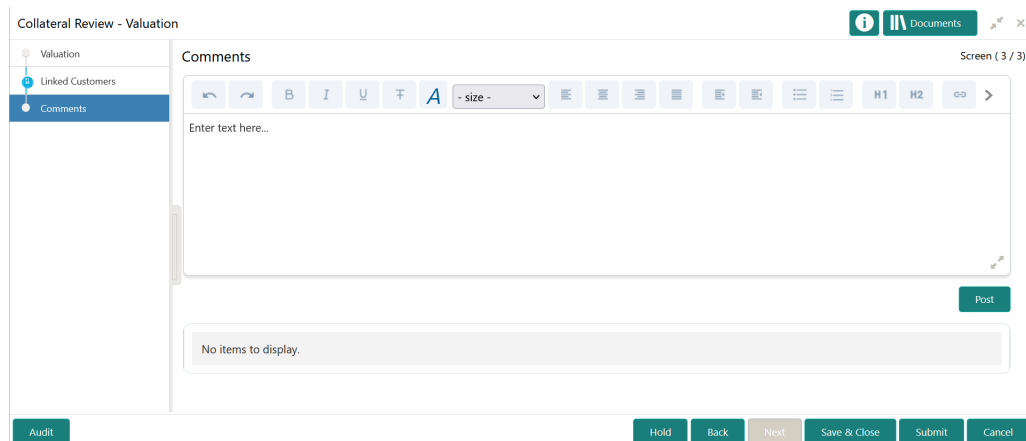 Collateral Review - Valuation
Documents
Valuation
Linked Customers
Comments
Comments
Screen ( 3 / 3)
B I U T A - size - H1 H2
Enter text here...
Post
No items to display.
Audit
Hold Back Next Save & Close Submit Cancel